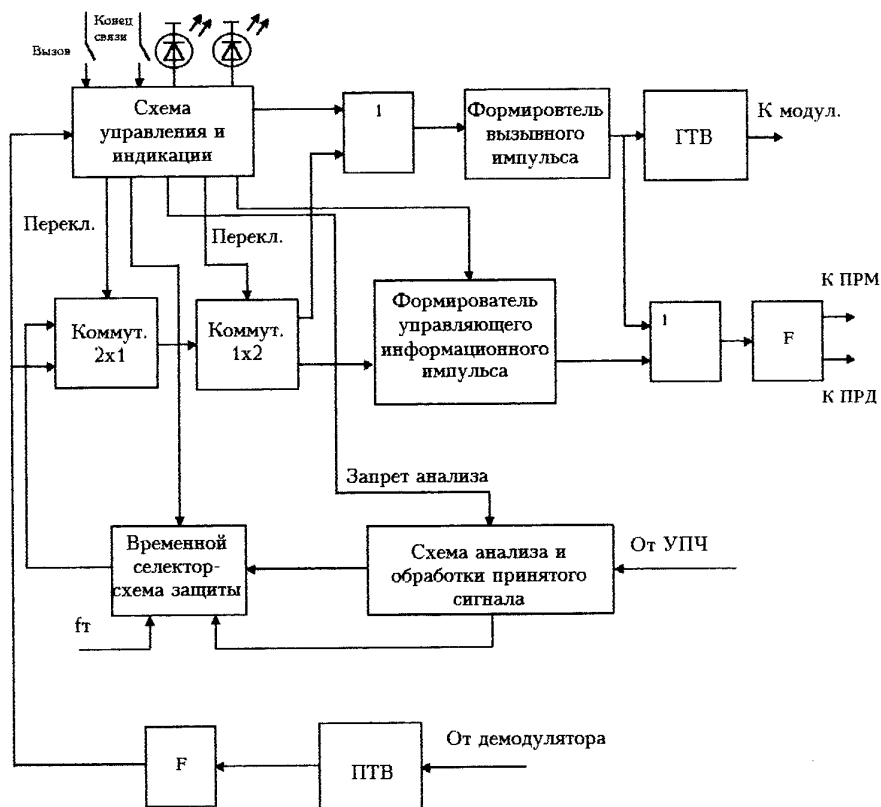 Конец
связи
Вызов
Схема
управления и
индикации
1
Формировтель
вызывного
импульса
ГТВ
К модул.
Перекл.
Перекл.
Коммут.
2x1
Коммут.
1x2
Формирователь
управляющего
информационного
импульса
1
F
К ПРМ
К ПРД
Запрет анализа
Временной
селектор-
схема защиты
Схема анализа и
обработки принятого
сигнала
От УПЧ
fт
F
ПТВ
От демодулятора